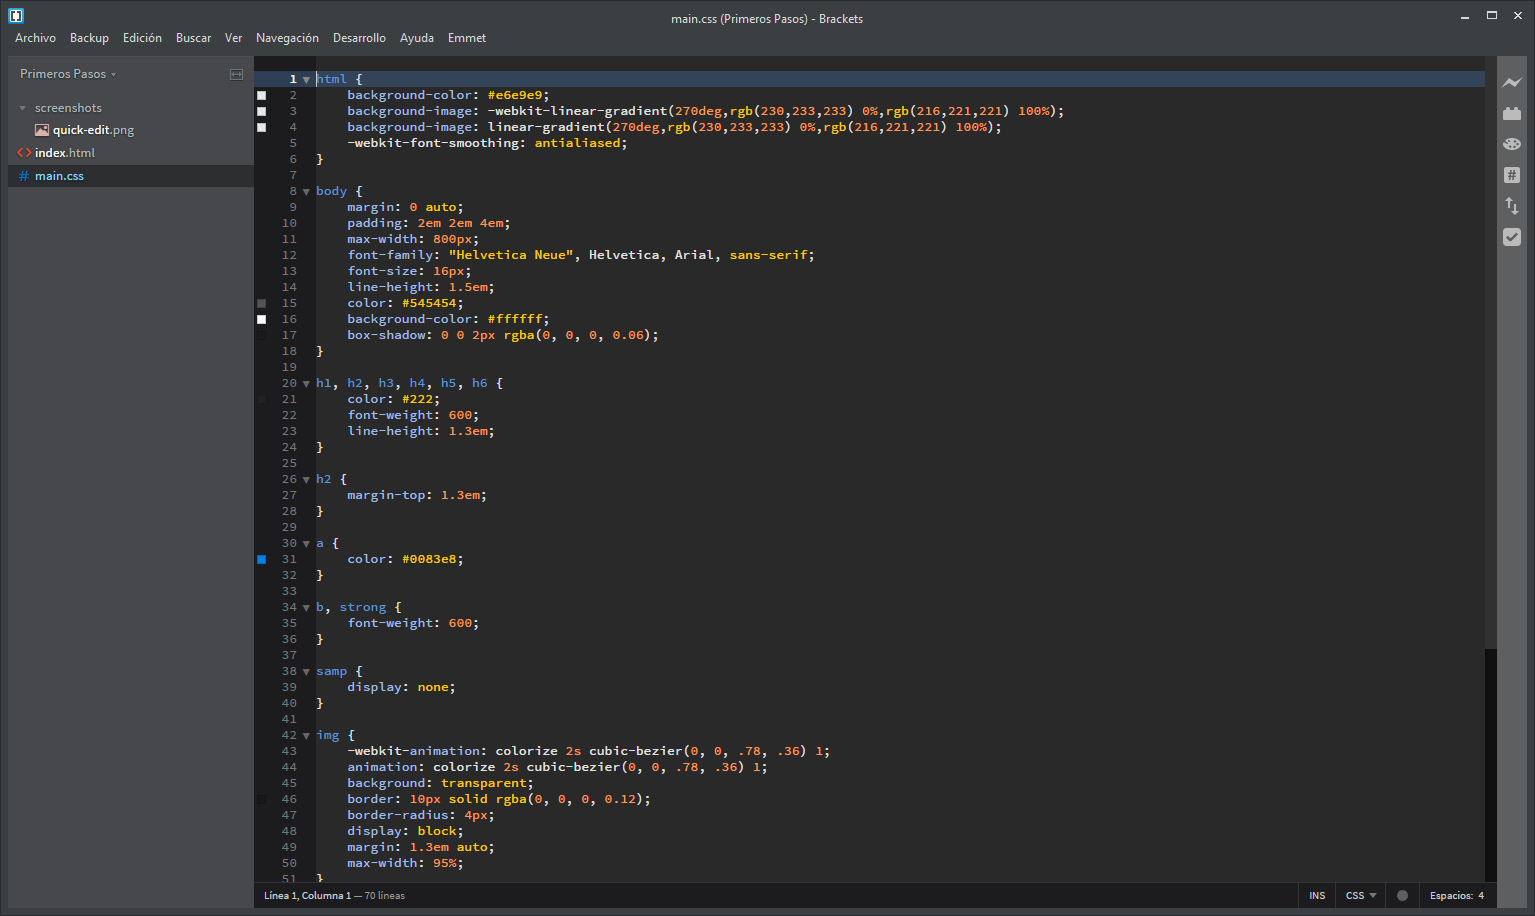 main.css (Primeros Pasos) - Brackets
Archivo Backup Edición Buscar Ver Navegación Desarrollo Ayuda Emmet
Primeros Pasos
screenshots
quick-edit.png
index.html
# main.css
1 html {
2     background-color: #e6e9e9;
3     background-image: -webkit-linear-gradient(270deg,rgb(230,233,233) 0%,rgb(216,221,221) 100%);
4     background-image: linear-gradient(270deg,rgb(230,233,233) 0%,rgb(216,221,221) 100%);
5     -webkit-font-smoothing: antialiased;
6 }
7
8 body {
9     margin: 0 auto;
10     padding: 2em 2em 4em;
11     max-width: 800px;
12     font-family: "Helvetica Neue", Helvetica, Arial, sans-serif;
13     font-size: 16px;
14     line-height: 1.5em;
15     color: #545454;
16     background-color: #ffffff;
17     box-shadow: 0 0 2px rgba(0, 0, 0, 0.06);
18 }
19
20 h1, h2, h3, h4, h5, h6 {
21     color: #222;
22     font-weight: 600;
23     line-height: 1.3em;
24 }
25
26 h2 {
27     margin-top: 1.3em;
28 }
29
30 a {
31     color: #0083e8;
32 }
33
34 b, strong {
35     font-weight: 600;
36 }
37
38 samp {
39     display: none;
40 }
41
42 img {
43     -webkit-animation: colorize 2s cubic-bezier(0, 0, .78, .36) 1;
44     animation: colorize 2s cubic-bezier(0, 0, .78, .36) 1;
45     background: transparent;
46     border: 10px solid rgba(0, 0, 0, 0.12);
47     border-radius: 4px;
48     display: block;
49     margin: 1.3em auto;
50     max-width: 95%;
51 }
Línea 1, Columna 1 — 70 líneas
INS CSS Espacios: 4